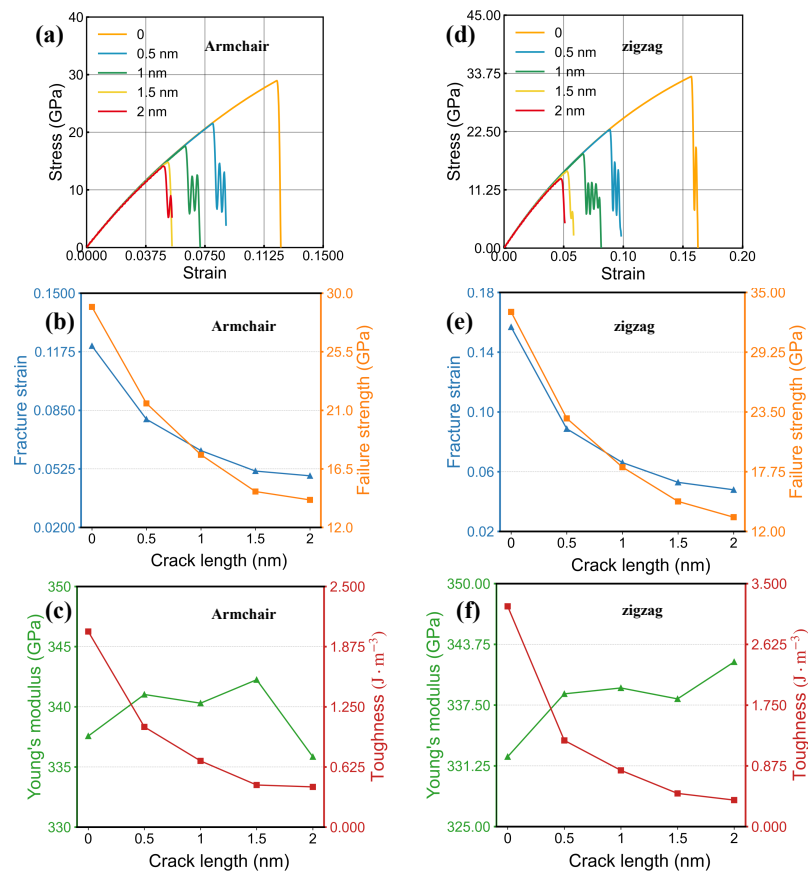 (a)
Armchair
0
0.5 nm
1 nm
1.5 nm
2 nm
40
30
20
10
0
Stress (GPa)
0.0000 0.0375 0.0750 0.1125 0.1500
Strain
(d)
zigzag
0
0.5 nm
1 nm
1.5 nm
2 nm
45.00
33.75
22.50
11.25
0.00
Stress (GPa)
0.00 0.05 0.10 0.15 0.20
Strain
(b)
Armchair
0.1500
0.1175
0.0850
0.0525
0.0200
Fracture strain
30.0
25.5
21.0
16.5
12.0
Failure strength (GPa)
0 0.5 1 1.5 2
Crack length (nm)
(e)
zigzag
0.18
0.14
0.10
0.06
0.02
Fracture strain
35.00
29.25
23.50
17.75
12.00
Failure strength (GPa)
0 0.5 1 1.5 2
Crack length (nm)
(c)
Armchair
350
345
340
335
330
Young's modulus (GPa)
2.500
1.875
1.250
0.625
0.000
Toughness (J · m⁻³)
0 0.5 1 1.5 2
Crack length (nm)
(f)
zigzag
350.00
343.75
337.50
331.25
325.00
Young's modulus (GPa)
3.500
2.625
1.750
0.875
0.000
Toughness (J · m⁻³)
0 0.5 1 1.5 2
Crack length (nm)